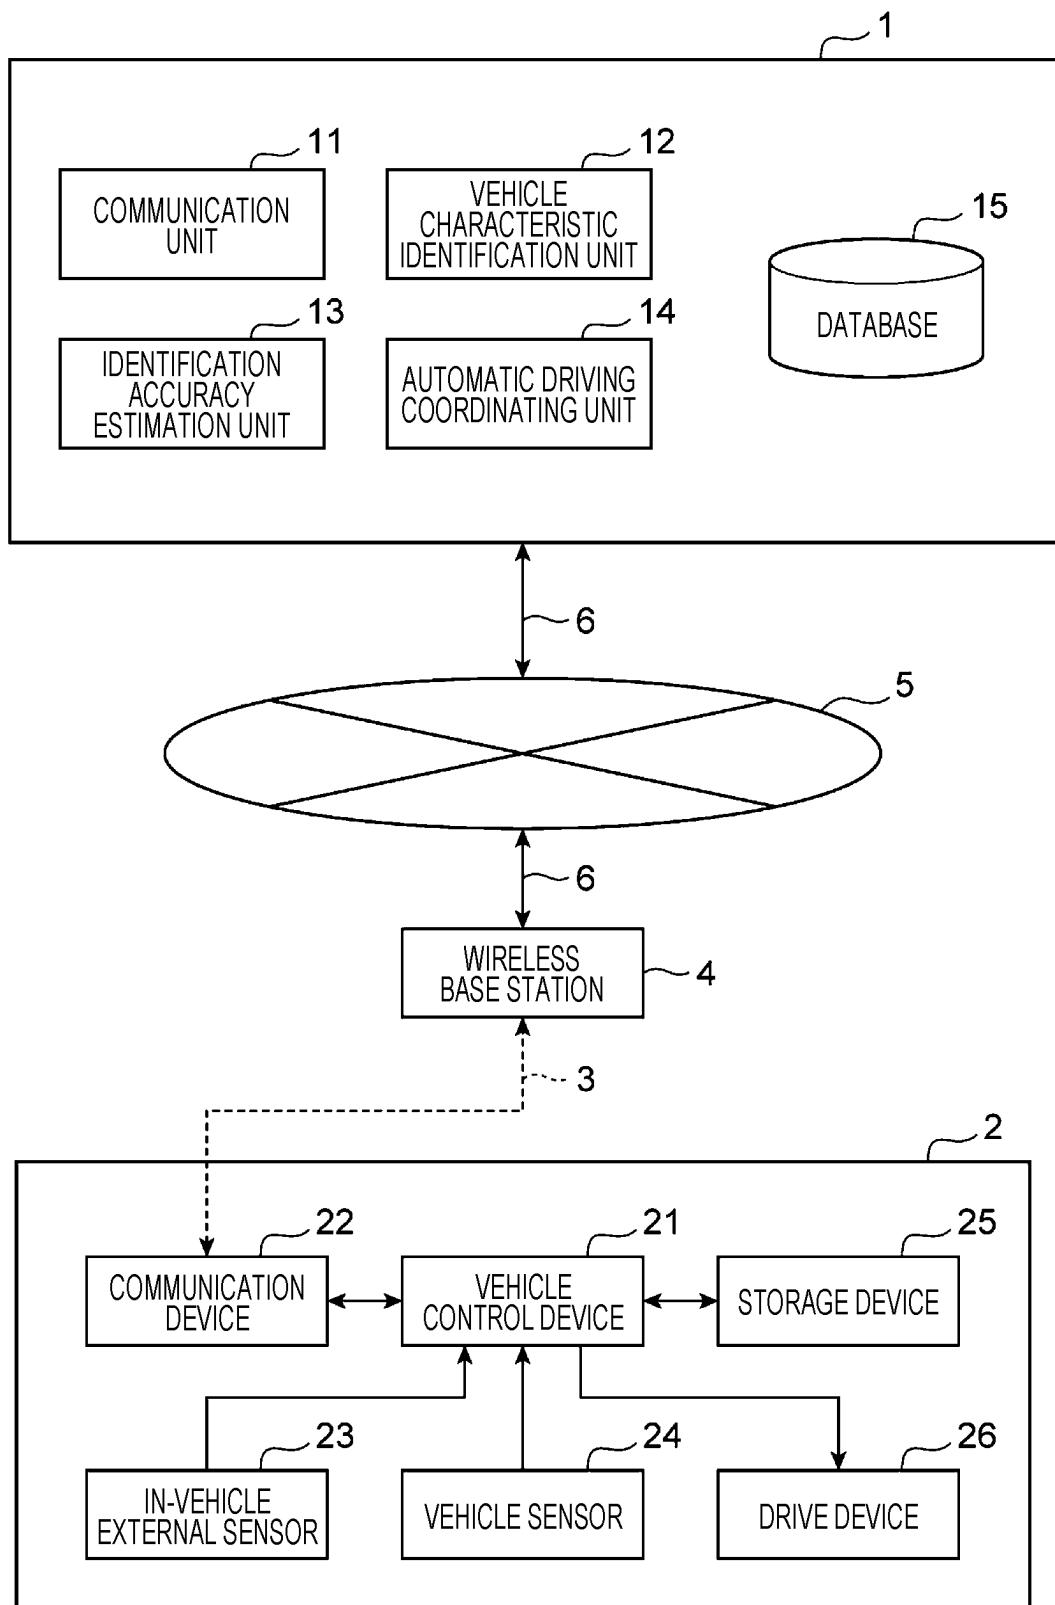 1
11
COMMUNICATION
UNIT
12
VEHICLE
CHARACTERISTIC
IDENTIFICATION UNIT
15
DATABASE
13
IDENTIFICATION
ACCURACY
ESTIMATION UNIT
14
AUTOMATIC DRIVING
COORDINATING UNIT
6
5
6
WIRELESS
BASE STATION
4
3
2
22
COMMUNICATION
DEVICE
21
VEHICLE
CONTROL DEVICE
25
STORAGE DEVICE
23
IN-VEHICLE
EXTERNAL SENSOR
24
VEHICLE SENSOR
26
DRIVE DEVICE